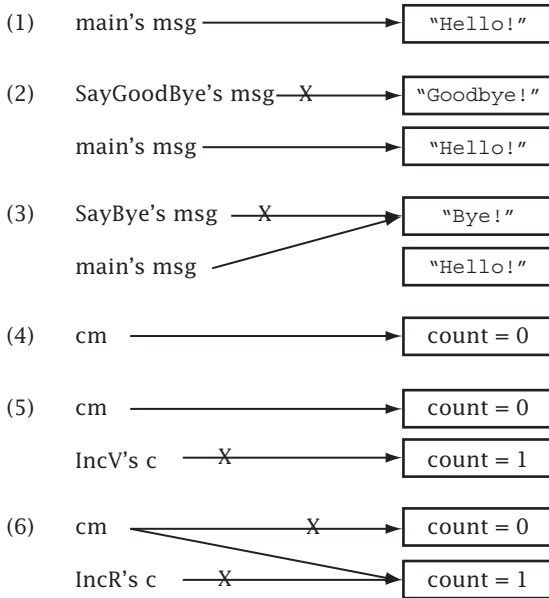 (1) main's msg "Hello!"
(2) SayGoodBye's msg X "Goodbye!"
main's msg "Hello!"
(3) SayBye's msg X "Bye!"
main's msg "Hello!"
(4) cm count = 0
(5) cm count = 0
IncV's c X count = 1
(6) cm X count = 0
IncR's c X count = 1